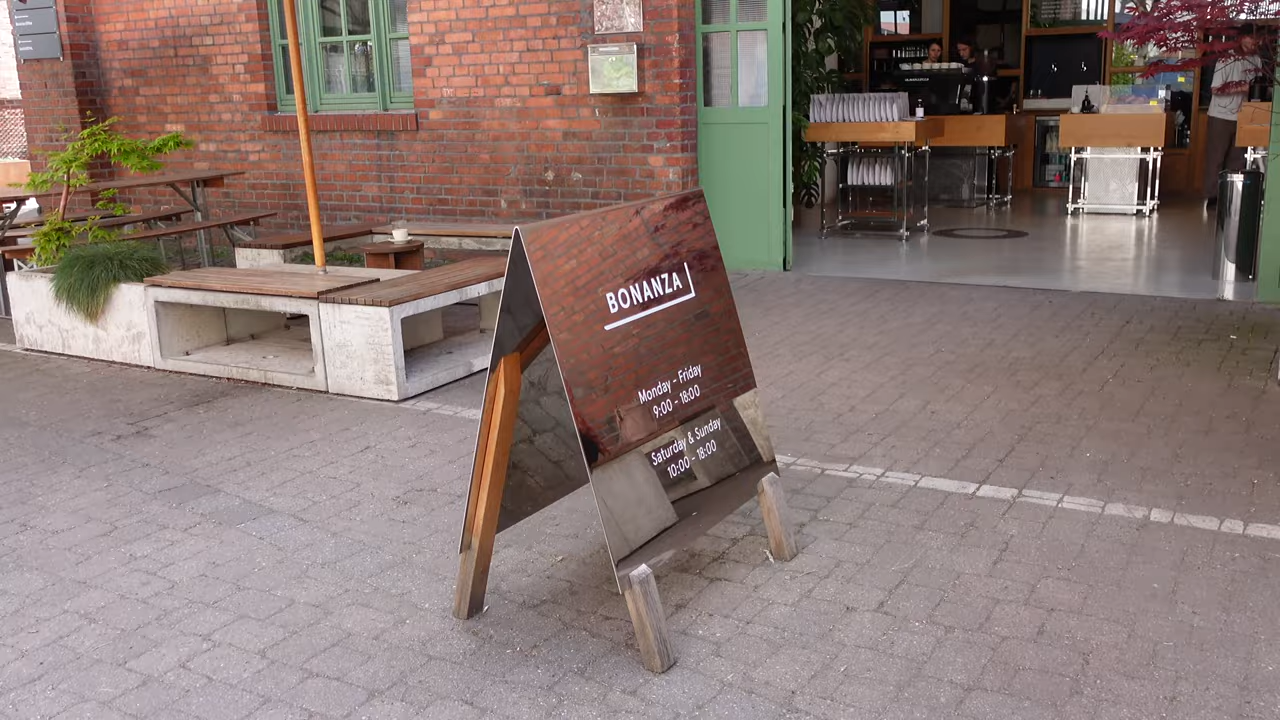 BONANZA
Monday - Friday
9:00 - 18:00
Saturday & Sunday
10:00 - 18:00